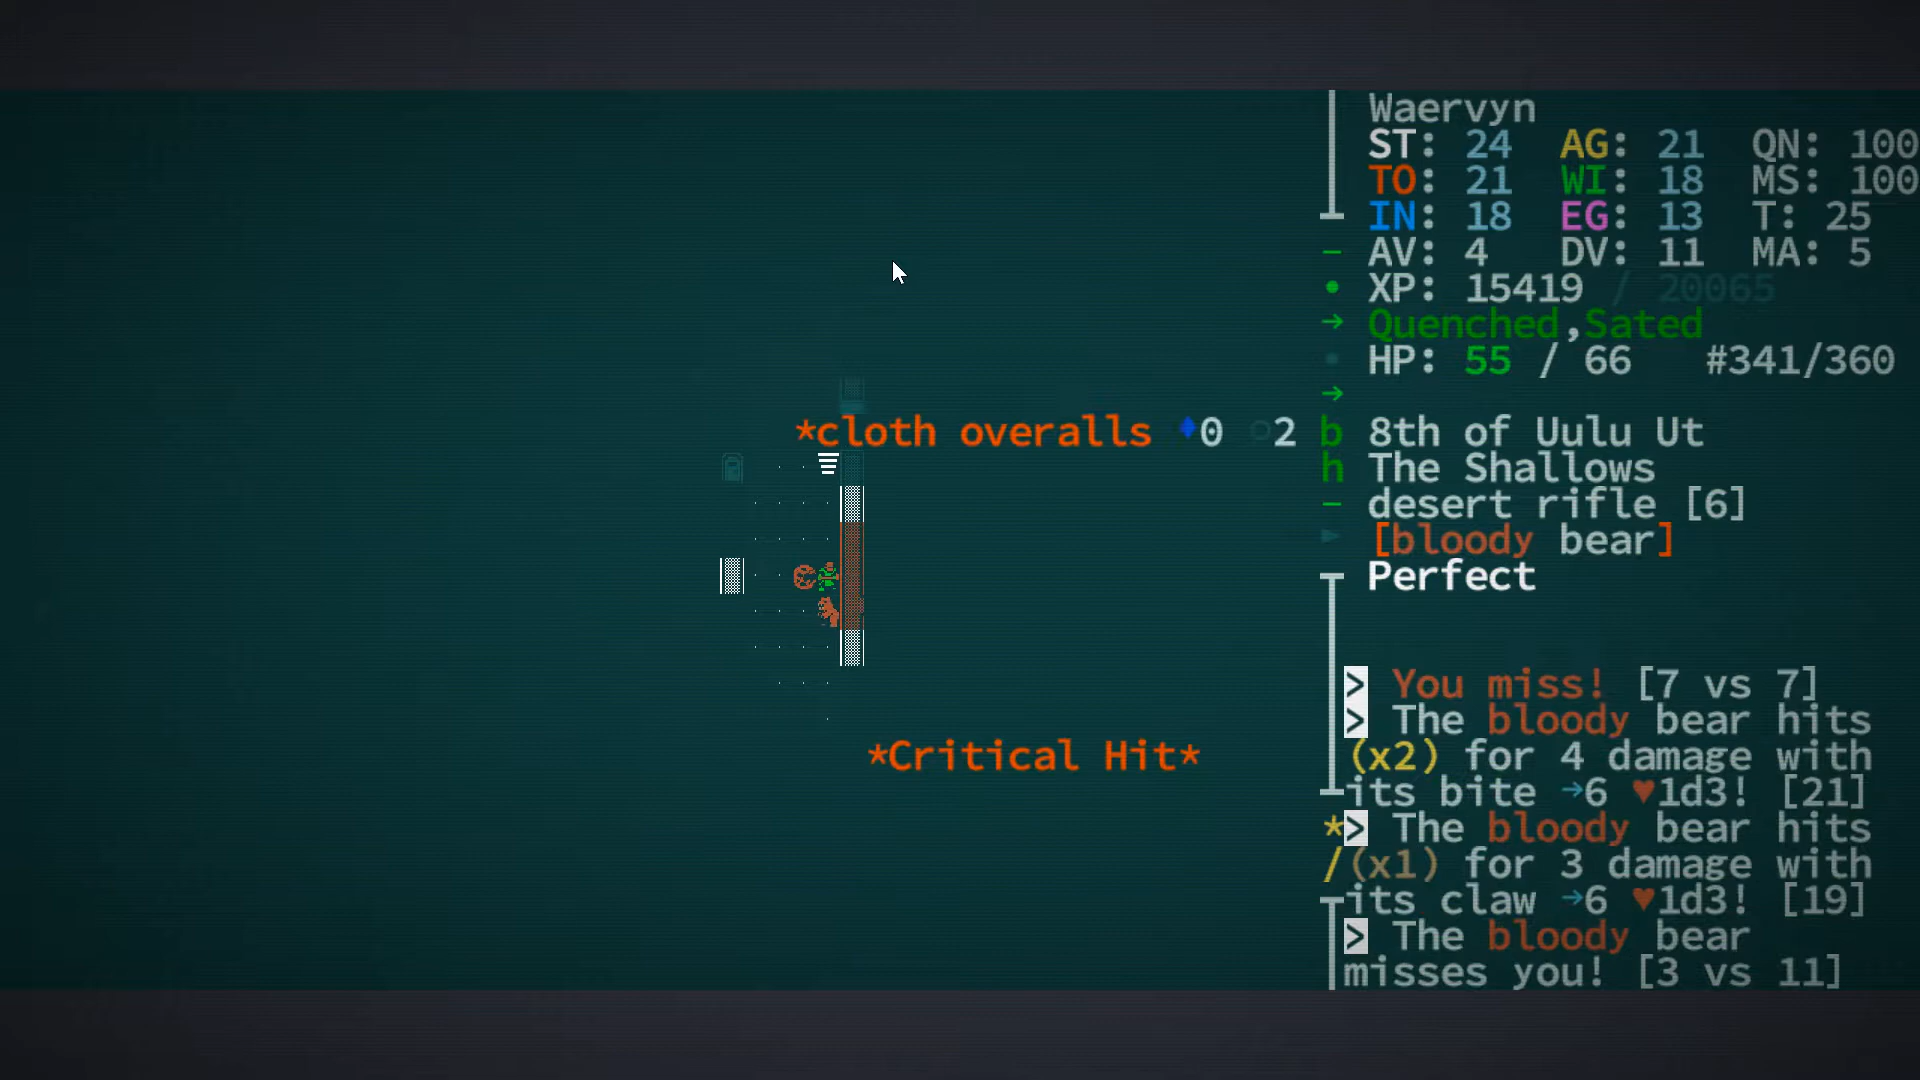 Waervyn
ST: 24 AG: 21 QN: 100
TO: 21 WI: 18 MS: 100
IN: 18 EG: 13 T: 25
AV: 4 DV: 11 MA: 5
XP: 15419 / 20065
Quenched,Sated
HP: 55 / 66 #341/360
*cloth overalls ♦0 ○2
b 8th of Uulu Ut
h The Shallows
desert rifle [6]
[bloody bear]
Perfect
> You miss! [7 vs 7]
> The bloody bear hits
(x2) for 4 damage with
its bite →6 ♥1d3! [21]
*Critical Hit*
*> The bloody bear hits
/(x1) for 3 damage with
its claw →6 ♥1d3! [19]
> The bloody bear
misses you! [3 vs 11]